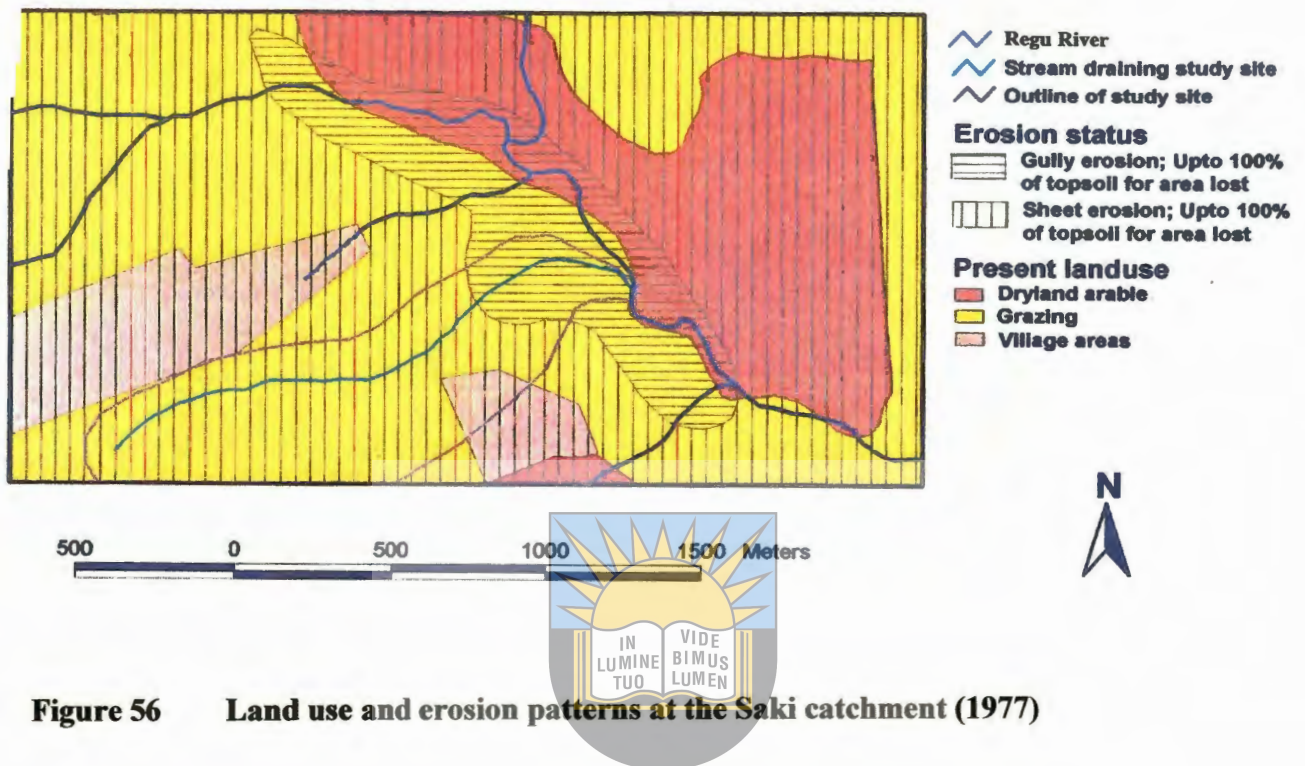 Regu River
Stream draining study site
Outline of study site
Erosion status
Gully erosion; Upto 100%
of topsoil for area lost
Sheet erosion; Upto 100%
of topsoil for area lost
Present landuse
Dryland arable
Grazing
Village areas
N
500 0 500 1000 1500 Meters
IN
LUMINE
TUO
VIDE
BIMUS
LUMEN
Figure 56 Land use and erosion patterns at the Saki catchment (1977)